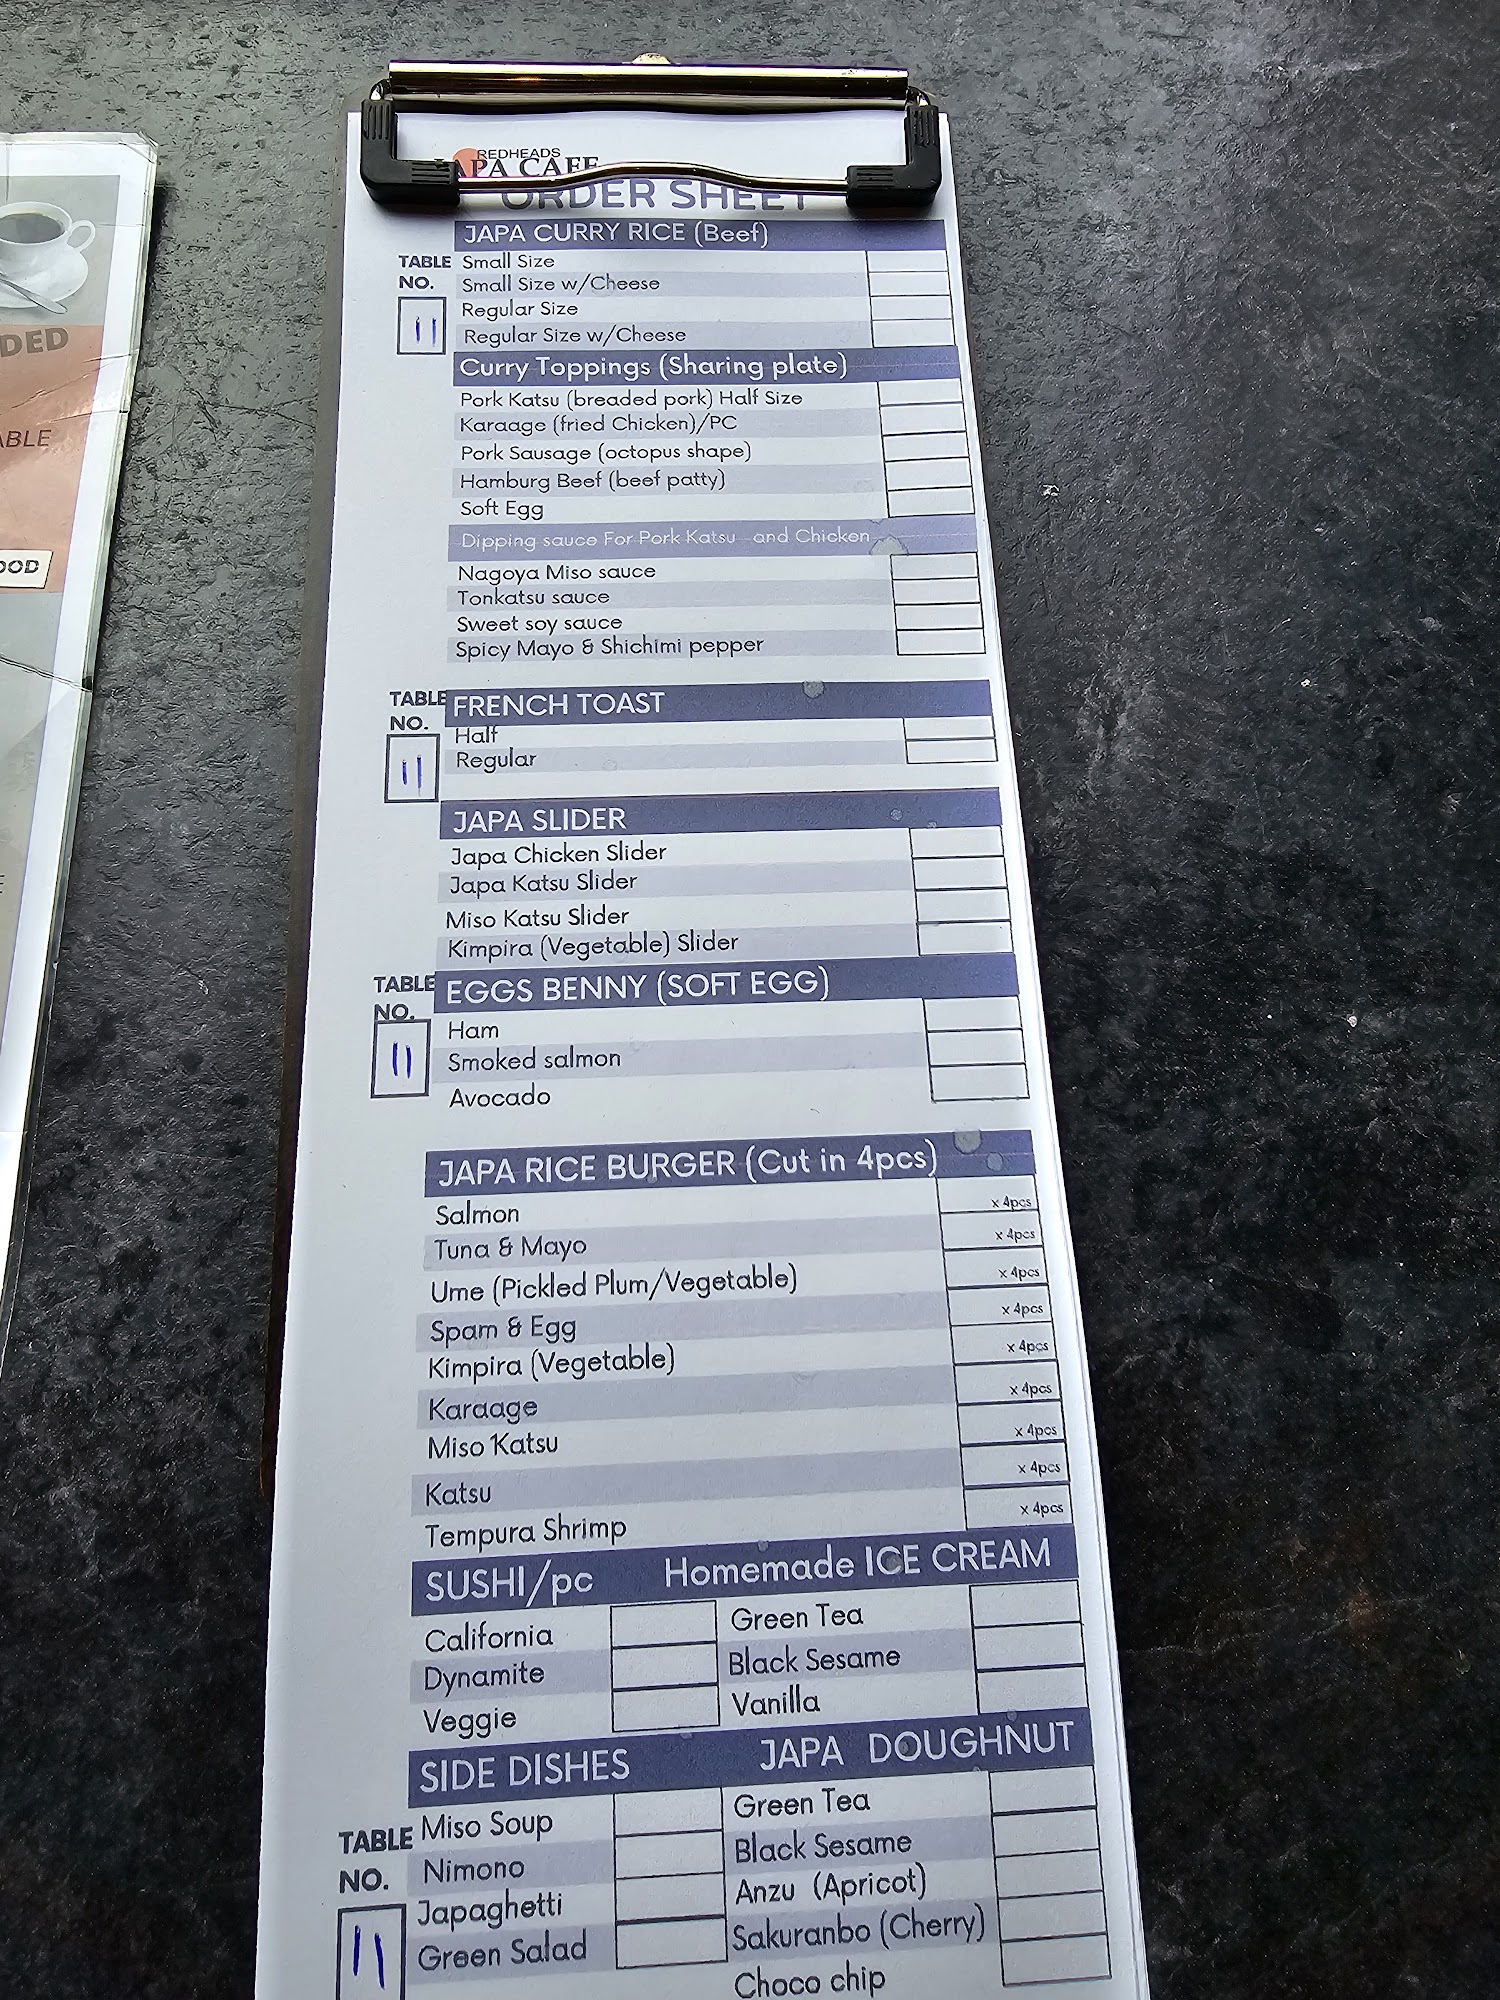 DED
ABLE
OOD
REDHEADS
JAPA CAFE
ORDER SHEET
JAPA CURRY RICE (Beef)
TABLE NO.
11
Small Size
Small Size w/Cheese
Regular Size
Regular Size w/Cheese
Curry Toppings (Sharing plate)
Pork Katsu (breaded pork) Half Size
Karaage (fried Chicken)/PC
Pork Sausage (octopus shape)
Hamburg Beef (beef patty)
Soft Egg
Dipping sauce For Pork Katsu and Chicken
Nagoya Miso sauce
Tonkatsu sauce
Sweet soy sauce
Spicy Mayo & Shichimi pepper
TABLE NO.
11
FRENCH TOAST
Half
Regular
JAPA SLIDER
Japa Chicken Slider
Japa Katsu Slider
Miso Katsu Slider
Kimpira (Vegetable) Slider
TABLE NO.
11
EGGS BENNY (SOFT EGG)
Ham
Smoked salmon
Avocado
JAPA RICE BURGER (Cut in 4pcs)
Salmon x 4pcs
Tuna & Mayo x 4pcs
Ume (Pickled Plum/Vegetable) x 4pcs
Spam & Egg x 4pcs
Kimpira (Vegetable) x 4pcs
Karaage x 4pcs
Miso Katsu x 4pcs
Katsu x 4pcs
Tempura Shrimp x 4pcs
SUSHI/pc
California
Dynamite
Veggie
Homemade ICE CREAM
Green Tea
Black Sesame
Vanilla
SIDE DISHES
TABLE NO.
11
Miso Soup
Nimono
Japaghetti
Green Salad
JAPA DOUGHNUT
Green Tea
Black Sesame
Anzu (Apricot)
Sakuranbo (Cherry)
Choco chip